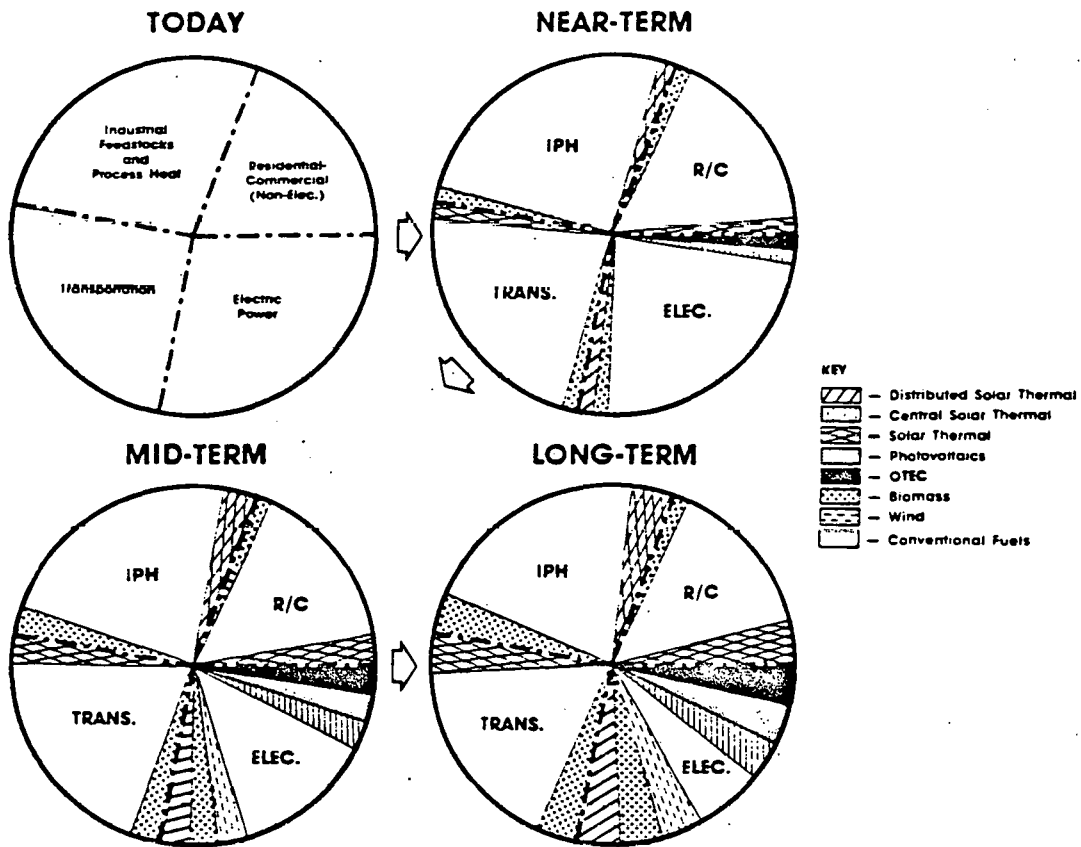 TODAY
NEAR-TERM
Industrial
Feedstocks
and
Process Heat
Residential-
Commercial
(Non-Elec.)
Transportation
Electric
Power
IPH
R/C
TRANS.
ELEC.
KEY
– Distributed Solar Thermal
– Central Solar Thermal
– Solar Thermal
– Photovoltaics
– OTEC
– Biomass
– Wind
– Conventional Fuels
MID-TERM
LONG-TERM
IPH
R/C
TRANS.
ELEC.
IPH
R/C
TRANS.
ELEC.